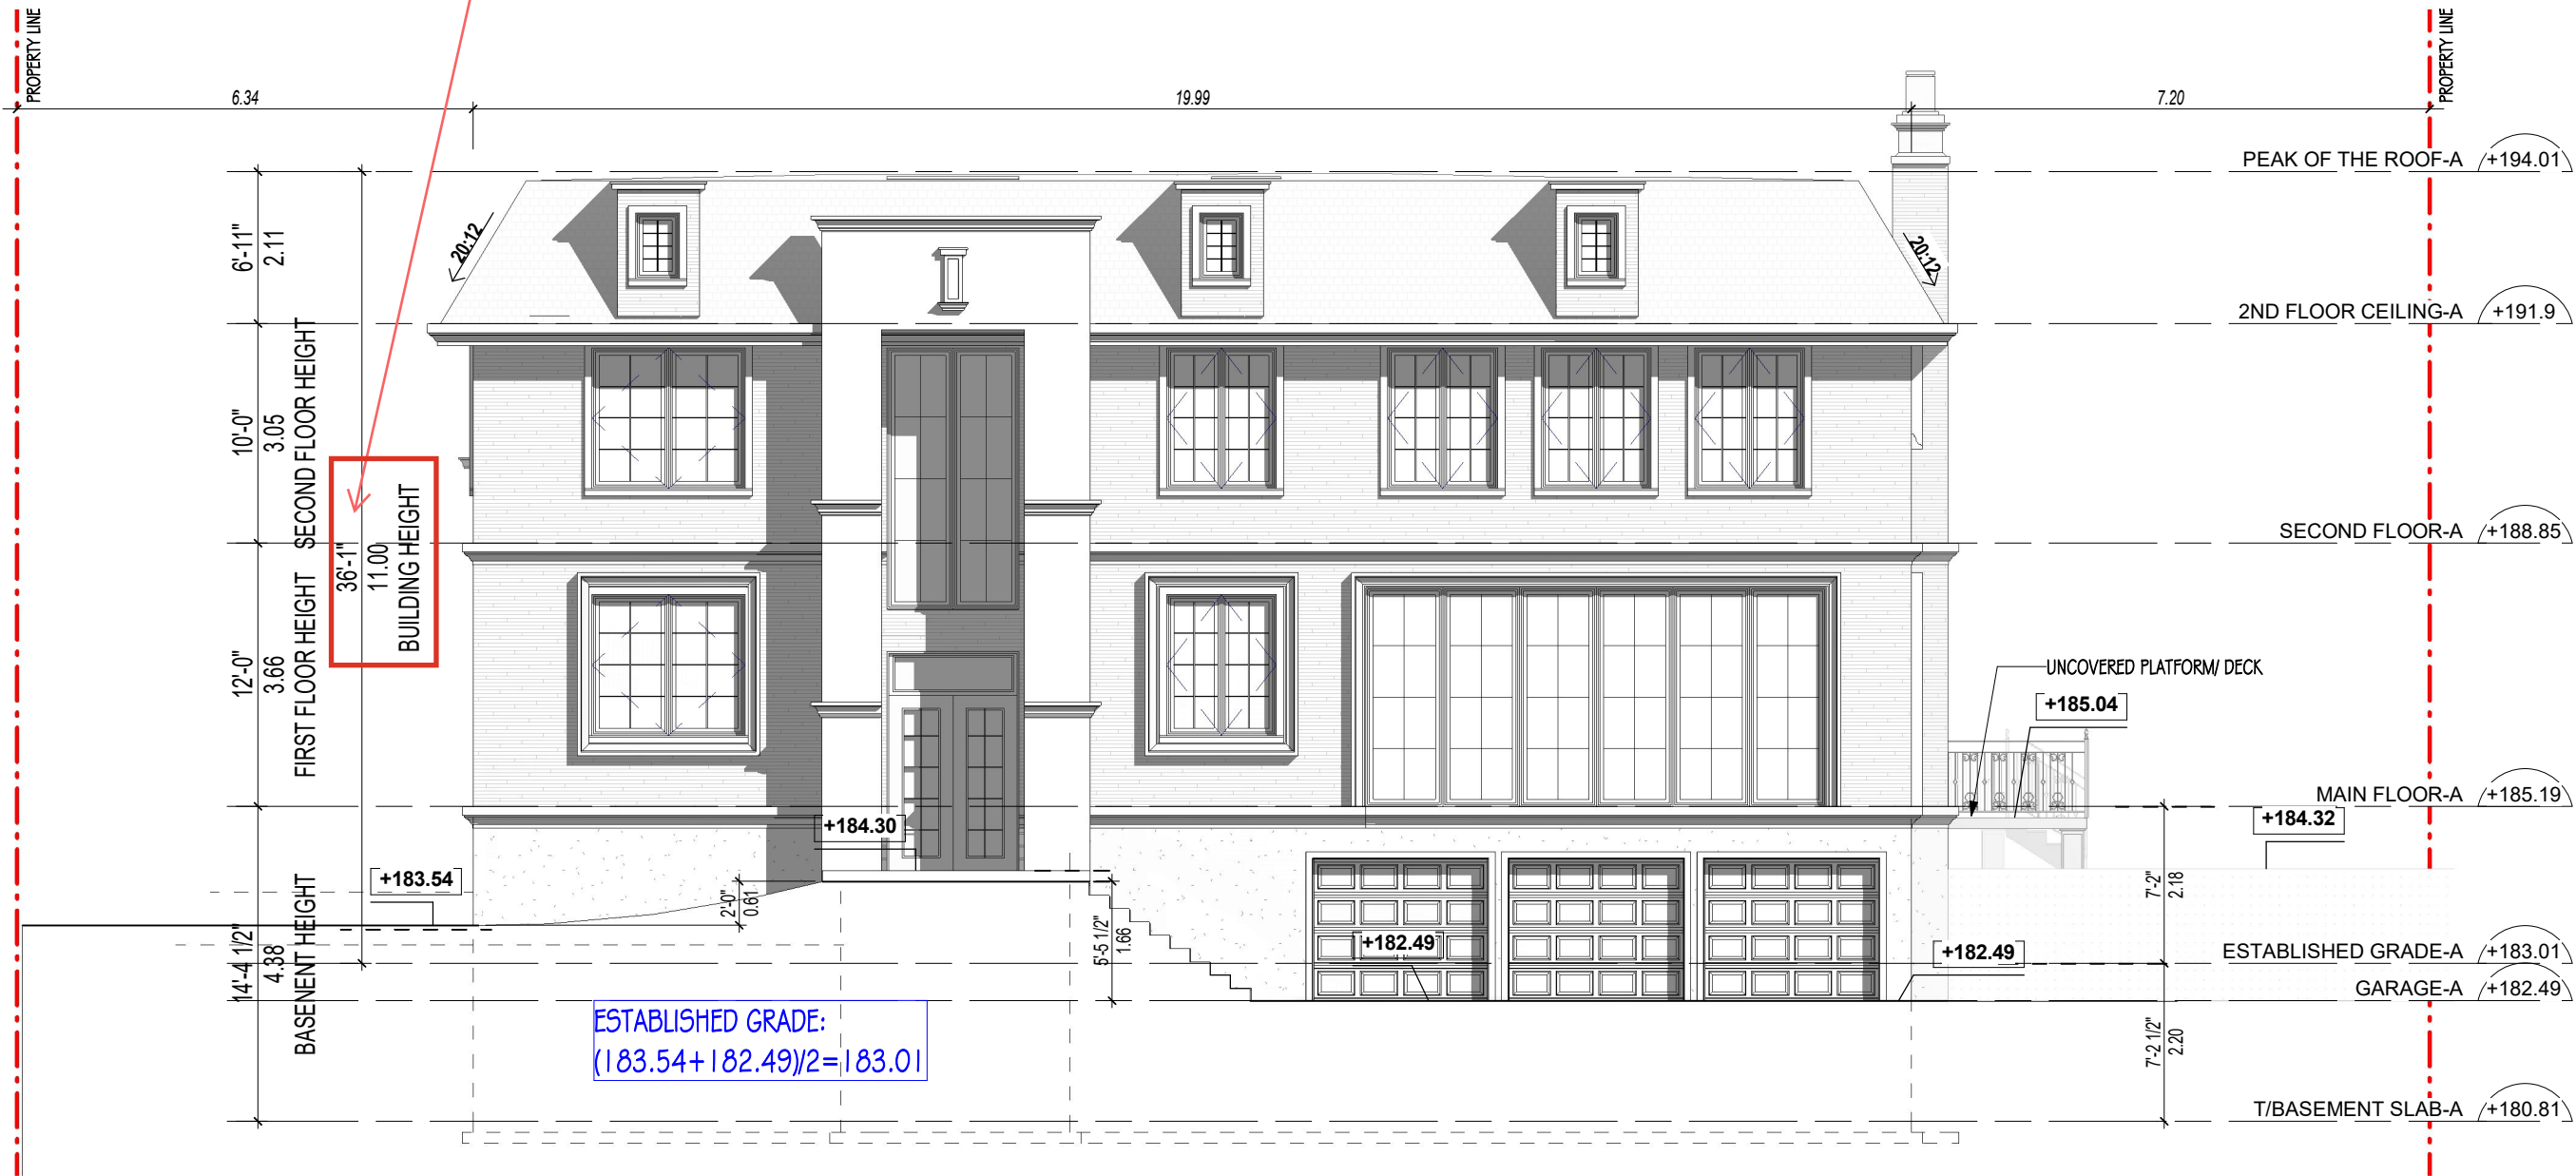 PROPERTY LINE
PROPERTY LINE
6.34
19.99
7.20
PEAK OF THE ROOF-A +194.01
6'-11"
2.11
20:12
20:12
2ND FLOOR CEILING-A +191.9
10'-0"
3.05
SECOND FLOOR HEIGHT
36'-1"
11.00
BUILDING HEIGHT
SECOND FLOOR-A +188.85
12'-0"
3.66
FIRST FLOOR HEIGHT
UNCOVERED PLATFORM/ DECK
+185.04
MAIN FLOOR-A +185.19
+184.32
+184.30
+183.54
2'-0"
0.61
5'-5 1/2"
1.66
7'-2"
2.18
14'-4 1/2"
4.38
BASENENT HEIGHT
+182.49
+182.49
ESTABLISHED GRADE-A +183.01
GARAGE-A +182.49
ESTABLISHED GRADE:
(183.54+182.49)/2=183.01
7'-2 1/2"
2.20
T/BASEMENT SLAB-A +180.81